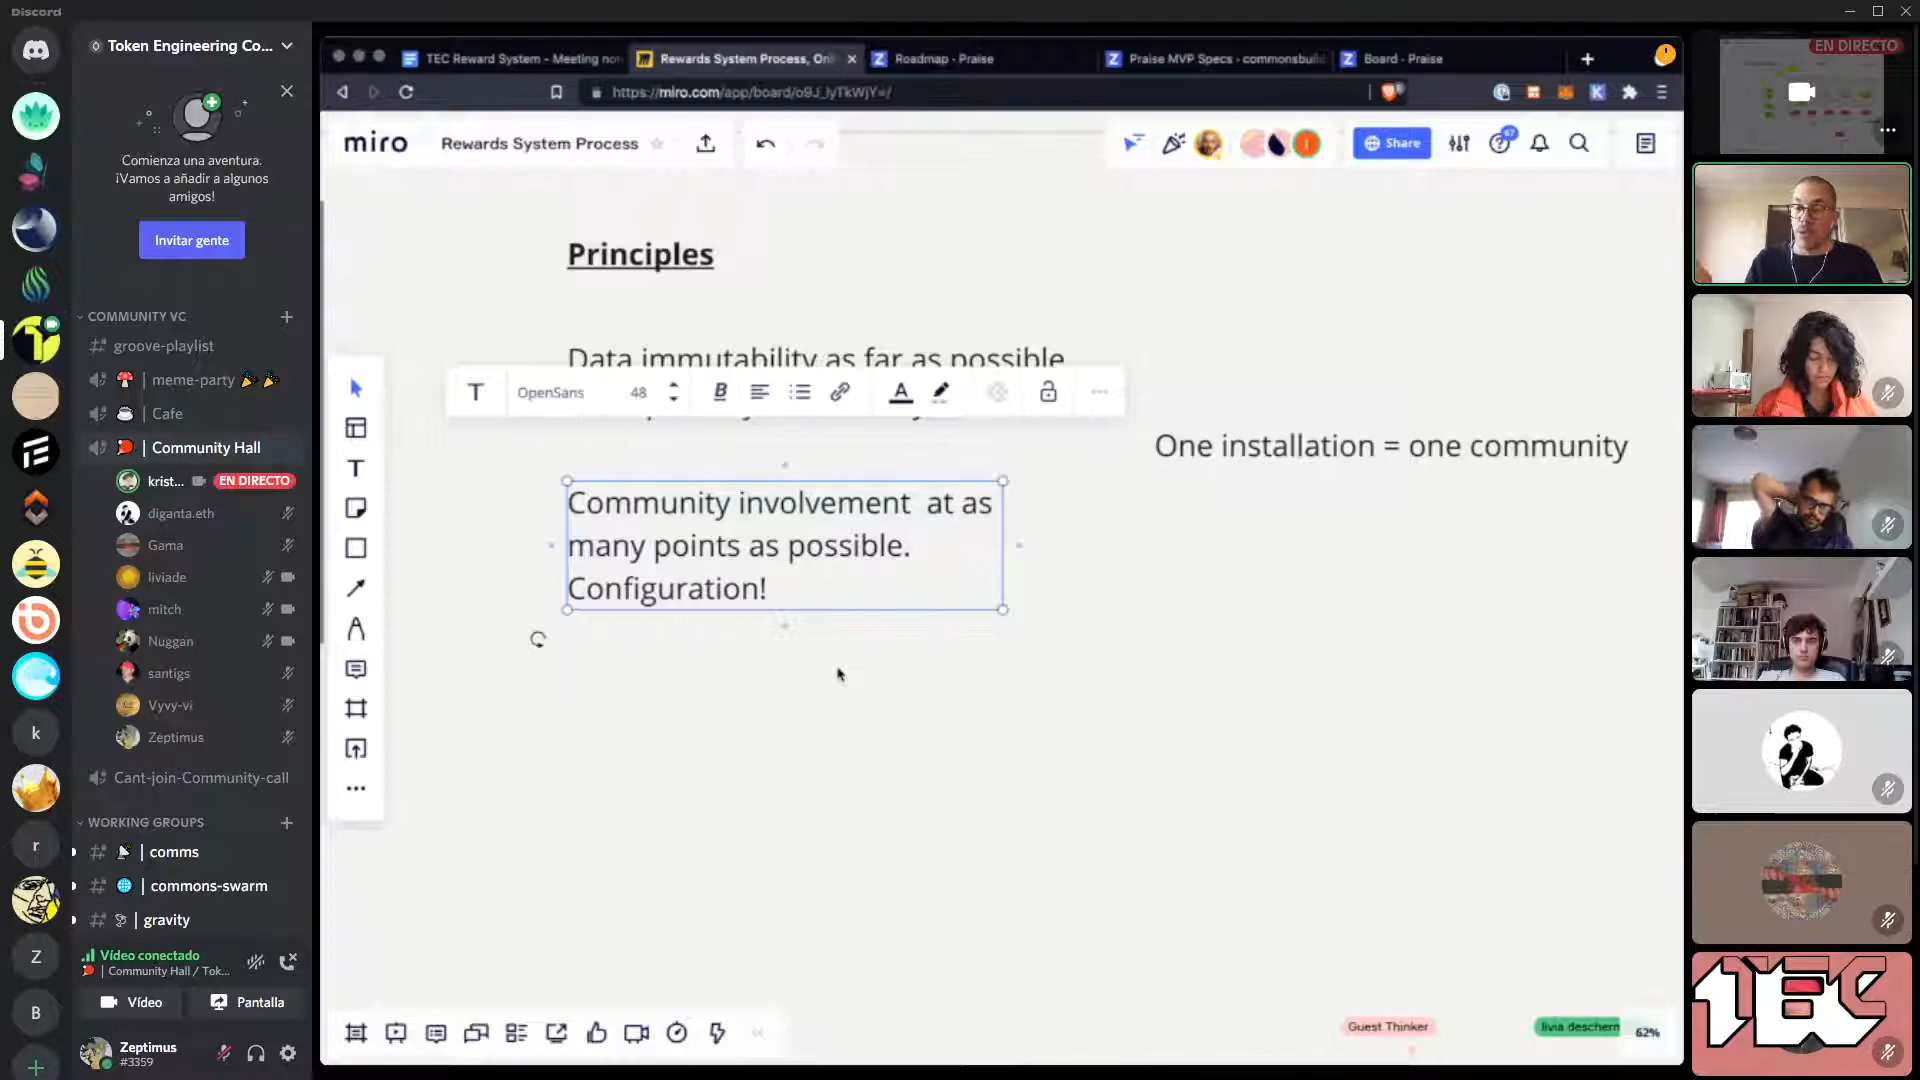 Discord
Token Engineering Co...
Comienza una aventura.
¡Vamos a añadir a algunos
amigos!
Invitar gente
COMMUNITY VC
groove-playlist
| meme-party
| Cafe
| Community Hall
krist...
EN DIRECTO
diganta.eth
Gama
liviade
mitch
Nuggan
santigs
Vyvy-vi
Zeptimus
Cant-join-Community-call
WORKING GROUPS
| comms
| commons-swarm
| gravity
k
r
Z
B
Vídeo conectado
| Community Hall / Tok...
Vídeo
Pantalla
Zeptimus
#3359
TEC Reward System - Meeting no
Rewards System Process, Onl
Roadmap - Praise
Praise MVP Specs - commonsbuil
Board - Praise
https://miro.com/app/board/o9J_lyTkWjY=/
miro
Rewards System Process
Share
Principles
Data immutability as far as possible
OpenSans
48
One installation = one community
Community involvement at as
many points as possible.
Configuration!
Guest Thinker
livia deschern
62%
EN DIRECTO
TEC